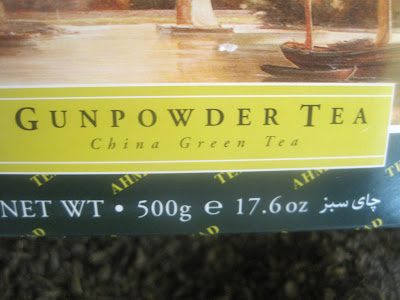 GUNPOWDER TEA
China Green Tea
NET WT • 500g e 17.6 oz چای سبز